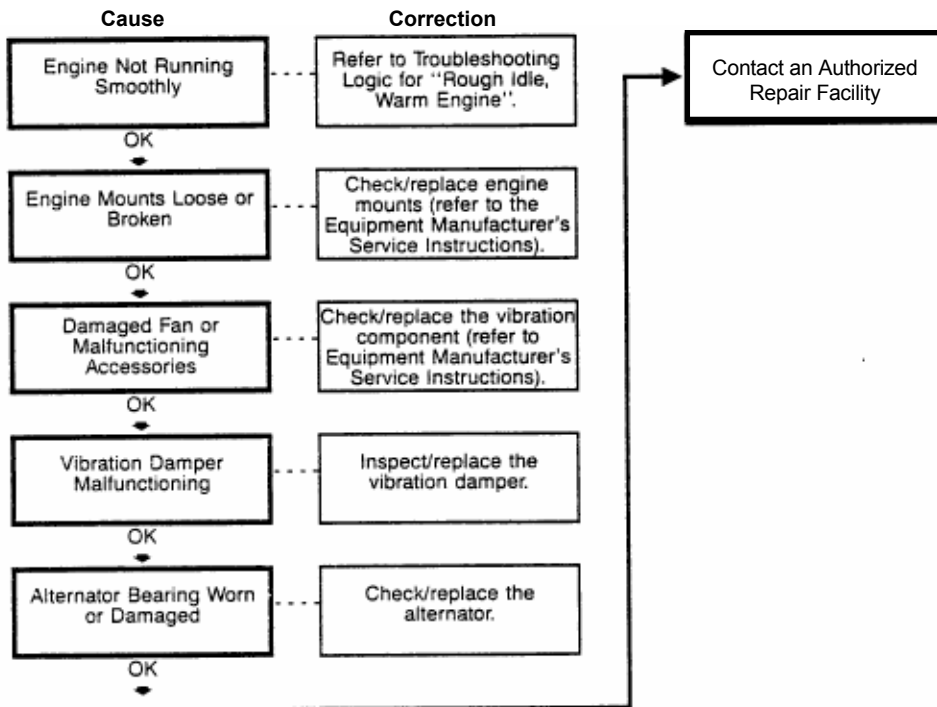 Cause
Correction
Engine Not Running
Smoothly
Refer to Troubleshooting
Logic for "Rough Idle,
Warm Engine".
OK
Engine Mounts Loose or
Broken
Check/replace engine
mounts (refer to the
Equipment Manufacturer's
Service Instructions).
OK
Damaged Fan or
Malfunctioning
Accessories
Check/replace the vibration
component (refer to
Equipment Manufacturer's
Service Instructions).
OK
Vibration Damper
Malfunctioning
Inspect/replace the
vibration damper.
OK
Alternator Bearing Worn
or Damaged
Check/replace the
alternator.
OK
Contact an Authorized
Repair Facility